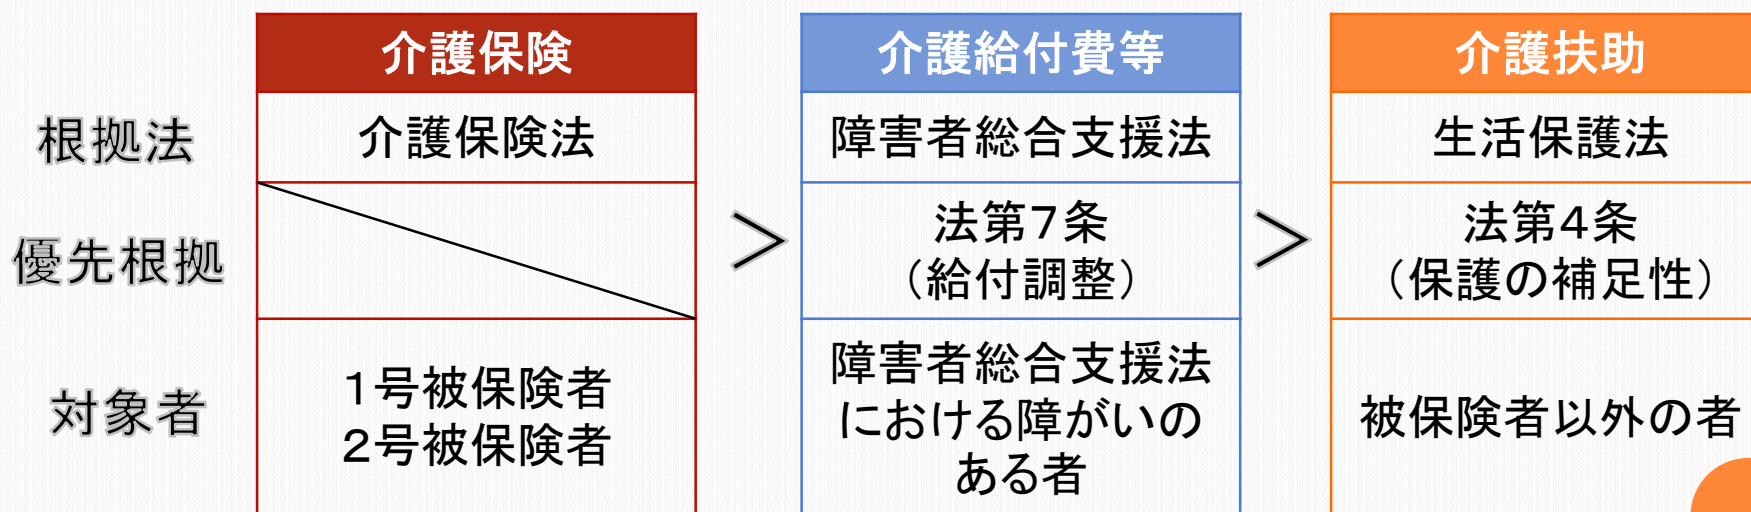 介護保険
介護給付費等
介護扶助
根拠法
介護保険法
障害者総合支援法
生活保護法
優先根拠
＞
法第７条
（給付調整）
＞
法第４条
（保護の補足性）
対象者
１号被保険者
２号被保険者
障害者総合支援法
における障がいの
ある者
被保険者以外の者